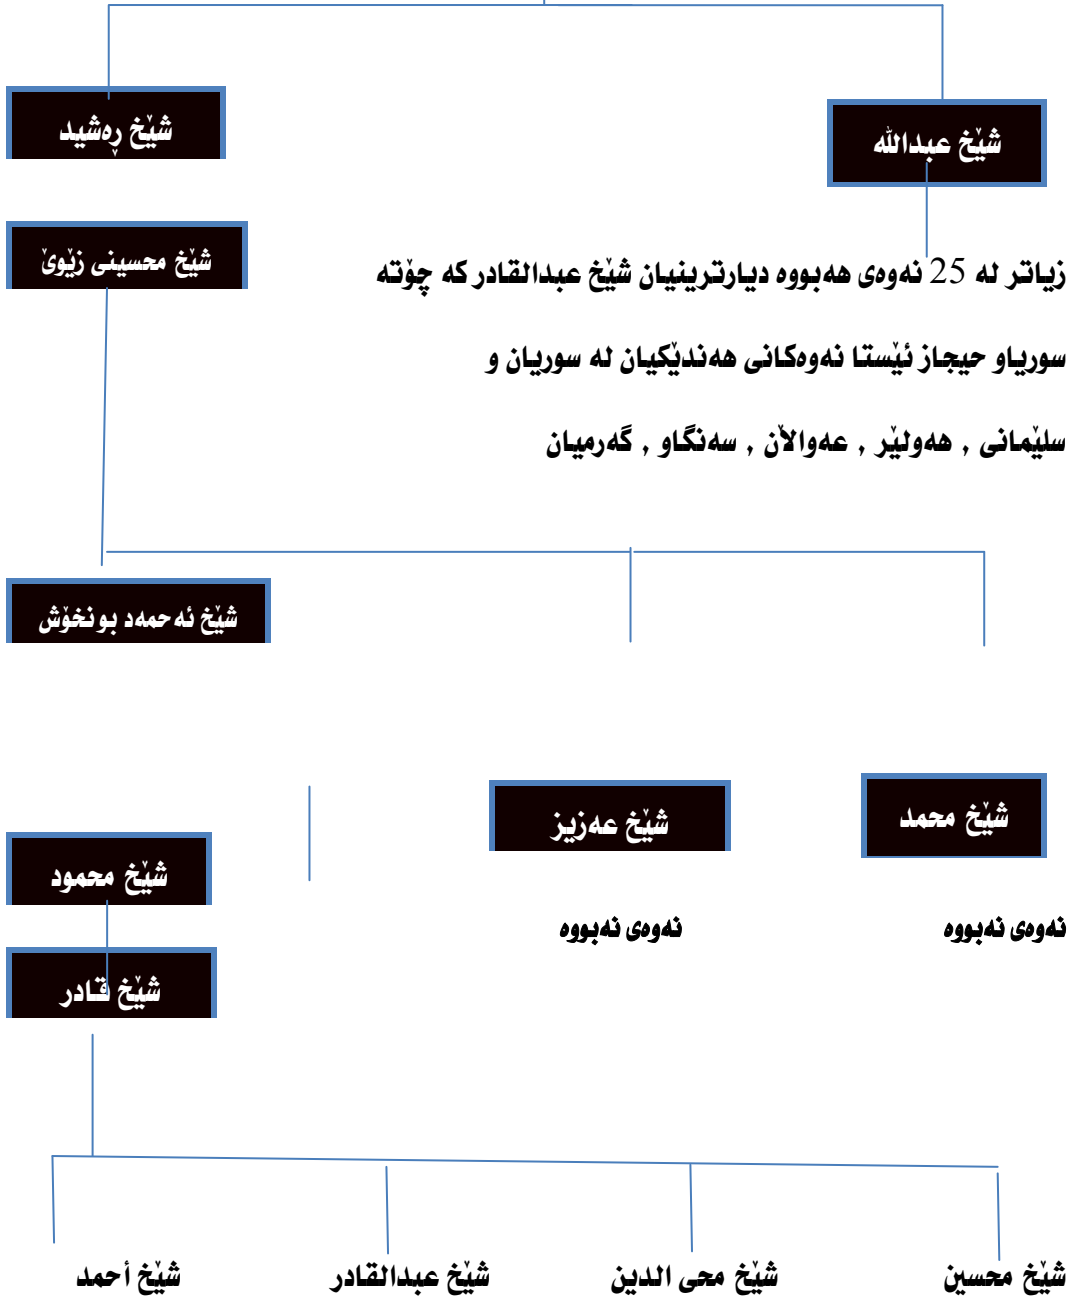 شێخ عبدالله
شێخ ڕەشید
شێخ محسینی زێوێ
زیاتر لە 25 نەوەی هەبووە دیارترینیان شێخ عبدالقادر کە چۆتە
سوریاو حیجاز ئێستا نەوەکانی هەندێکیان لە سوریان و
سلێمانی , هەولێر , عەوالآن , سەنگاو , گەرمیان
شێخ ئەحمەد بونخۆش
شێخ محمد
شێخ عەزیز
شێخ محمود
نەوەی نەبووە
نەوەی نەبووە
شێخ قادر
شێخ محسین
شێخ محی الدین
شێخ عبدالقادر
شێخ أحمد